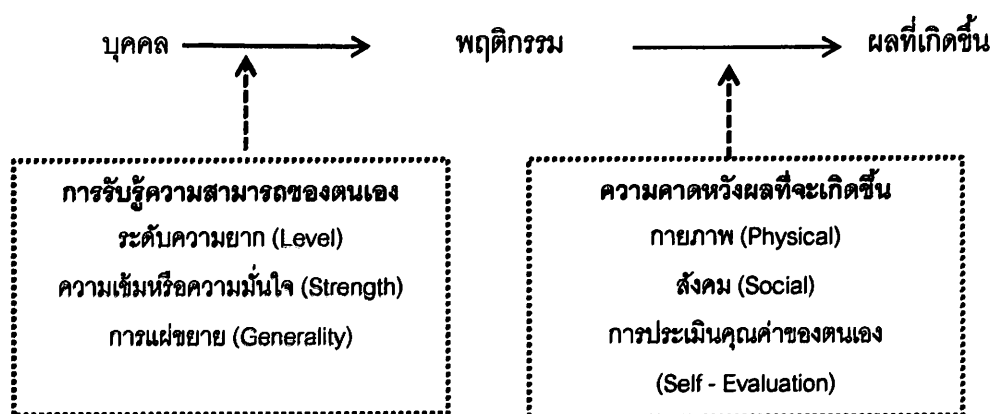 บุคคล พฤติกรรม ผลที่เกิดขึ้น
การรับรู้ความสามารถของตนเอง
ระดับความยาก (Level)
ความเข้มหรือความมั่นใจ (Strength)
การแผ่ขยาย (Generality)
ความคาดหวังผลที่จะเกิดขึ้น
กายภาพ (Physical)
สังคม (Social)
การประเมินคุณค่าของตนเอง
(Self - Evaluation)